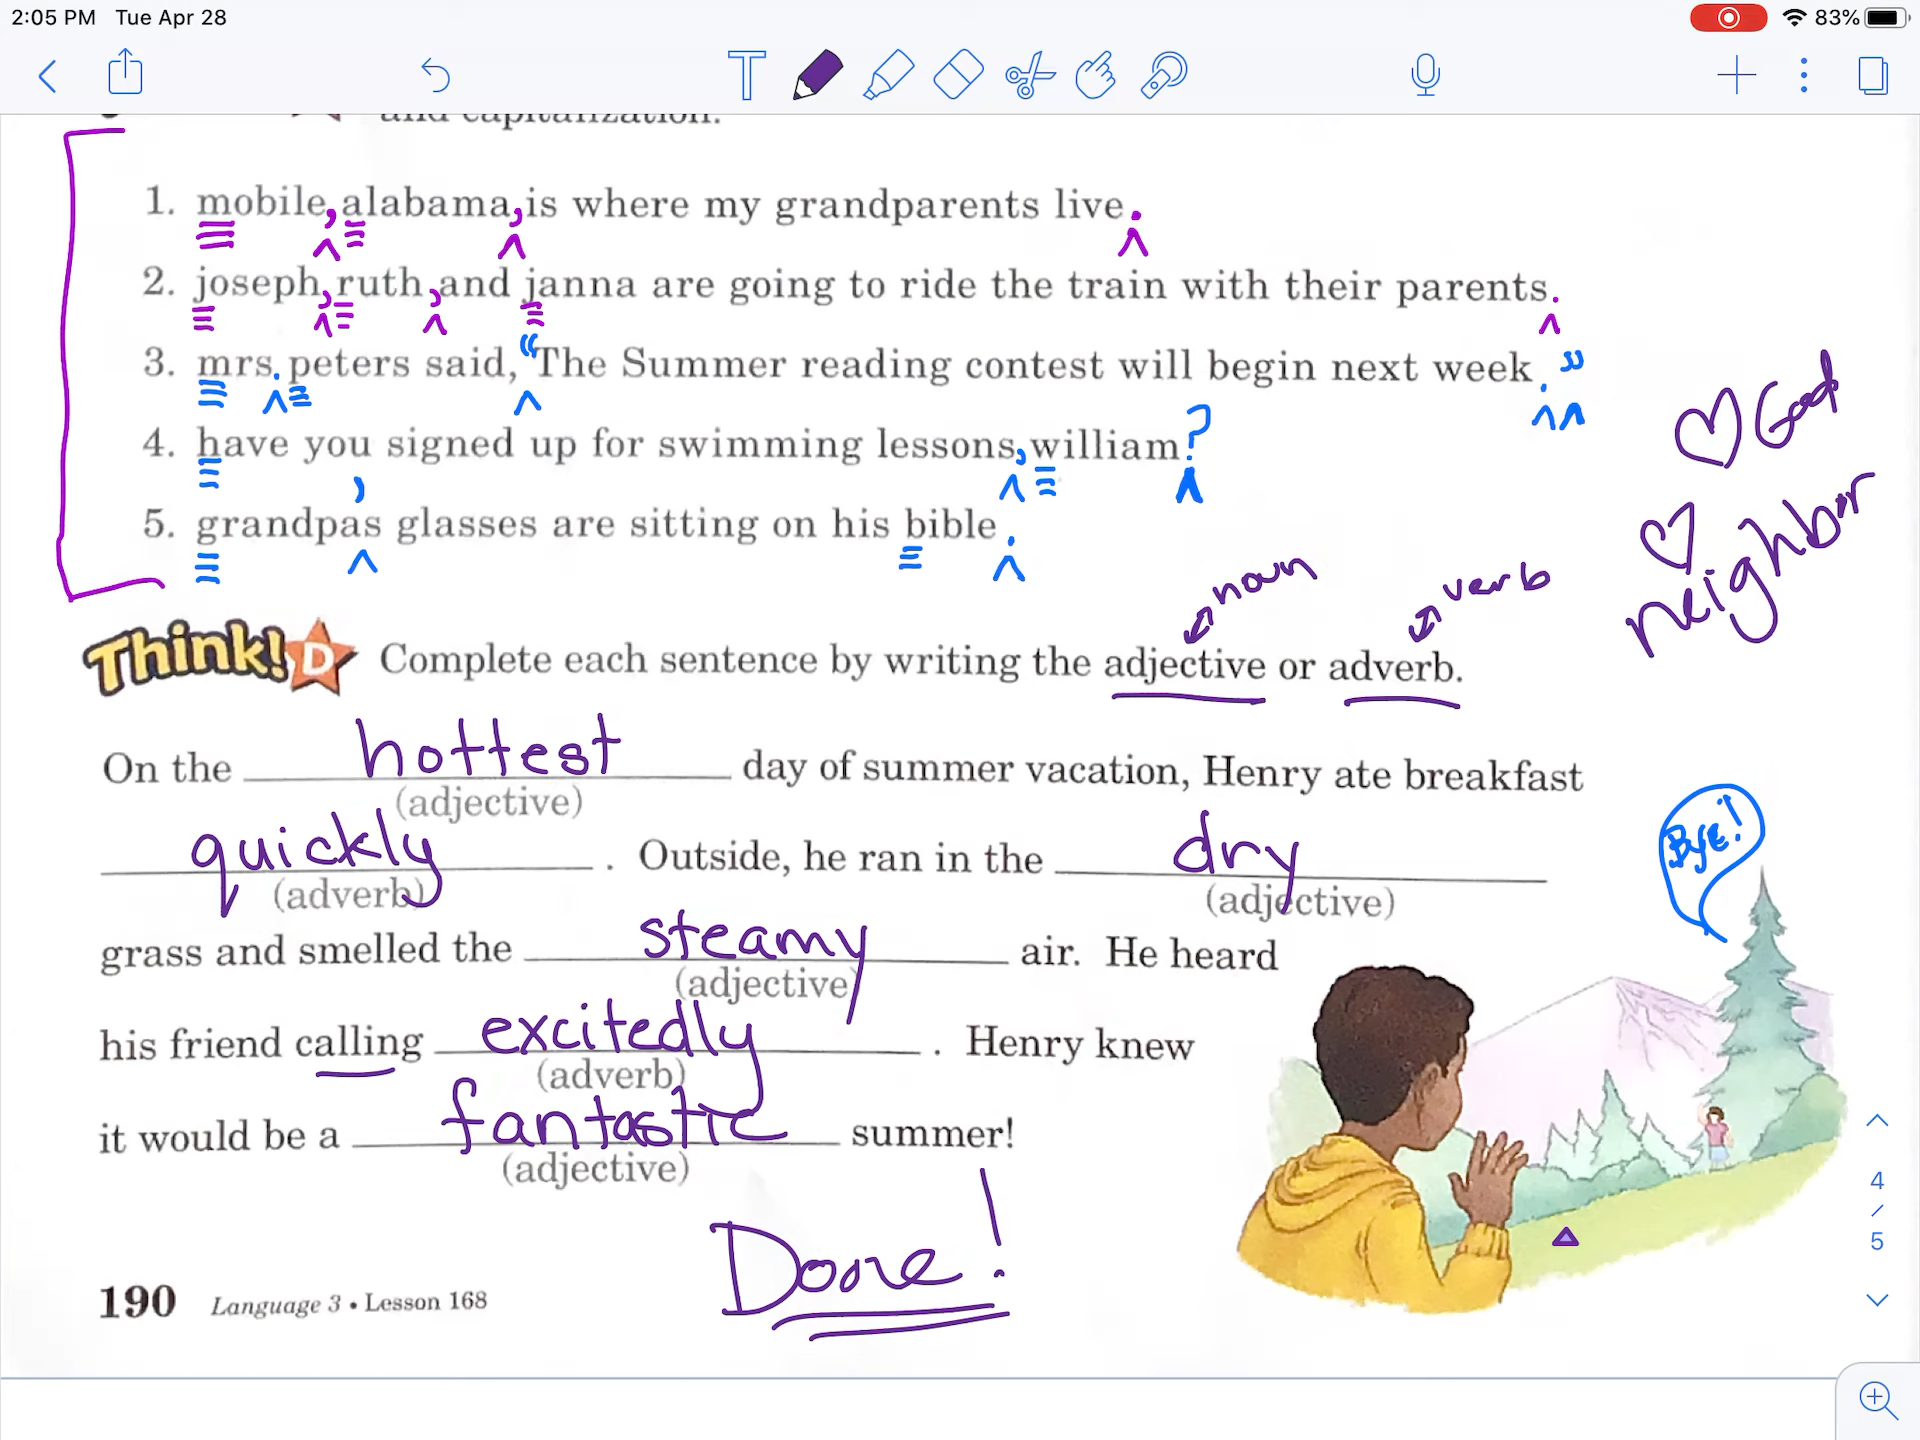 2:05 PM Tue Apr 28 83%
and capitalization.
1. mobile, alabama, is where my grandparents live.
2. joseph, ruth, and janna are going to ride the train with their parents.
3. mrs. peters said, "The Summer reading contest will begin next week."
4. have you signed up for swimming lessons, william?
5. grandpa's glasses are sitting on his bible.
God
neighbor
noun
verb
Think! D Complete each sentence by writing the adjective or adverb.
On the hottest day of summer vacation, Henry ate breakfast
(adjective)
quickly. Outside, he ran in the dry
(adverb) (adjective)
Bye!
grass and smelled the steamy air. He heard
(adjective)
his friend calling excitedly. Henry knew
(adverb)
it would be a fantastic summer!
(adjective)
Done!
190 Language 3 • Lesson 168
4
/
5